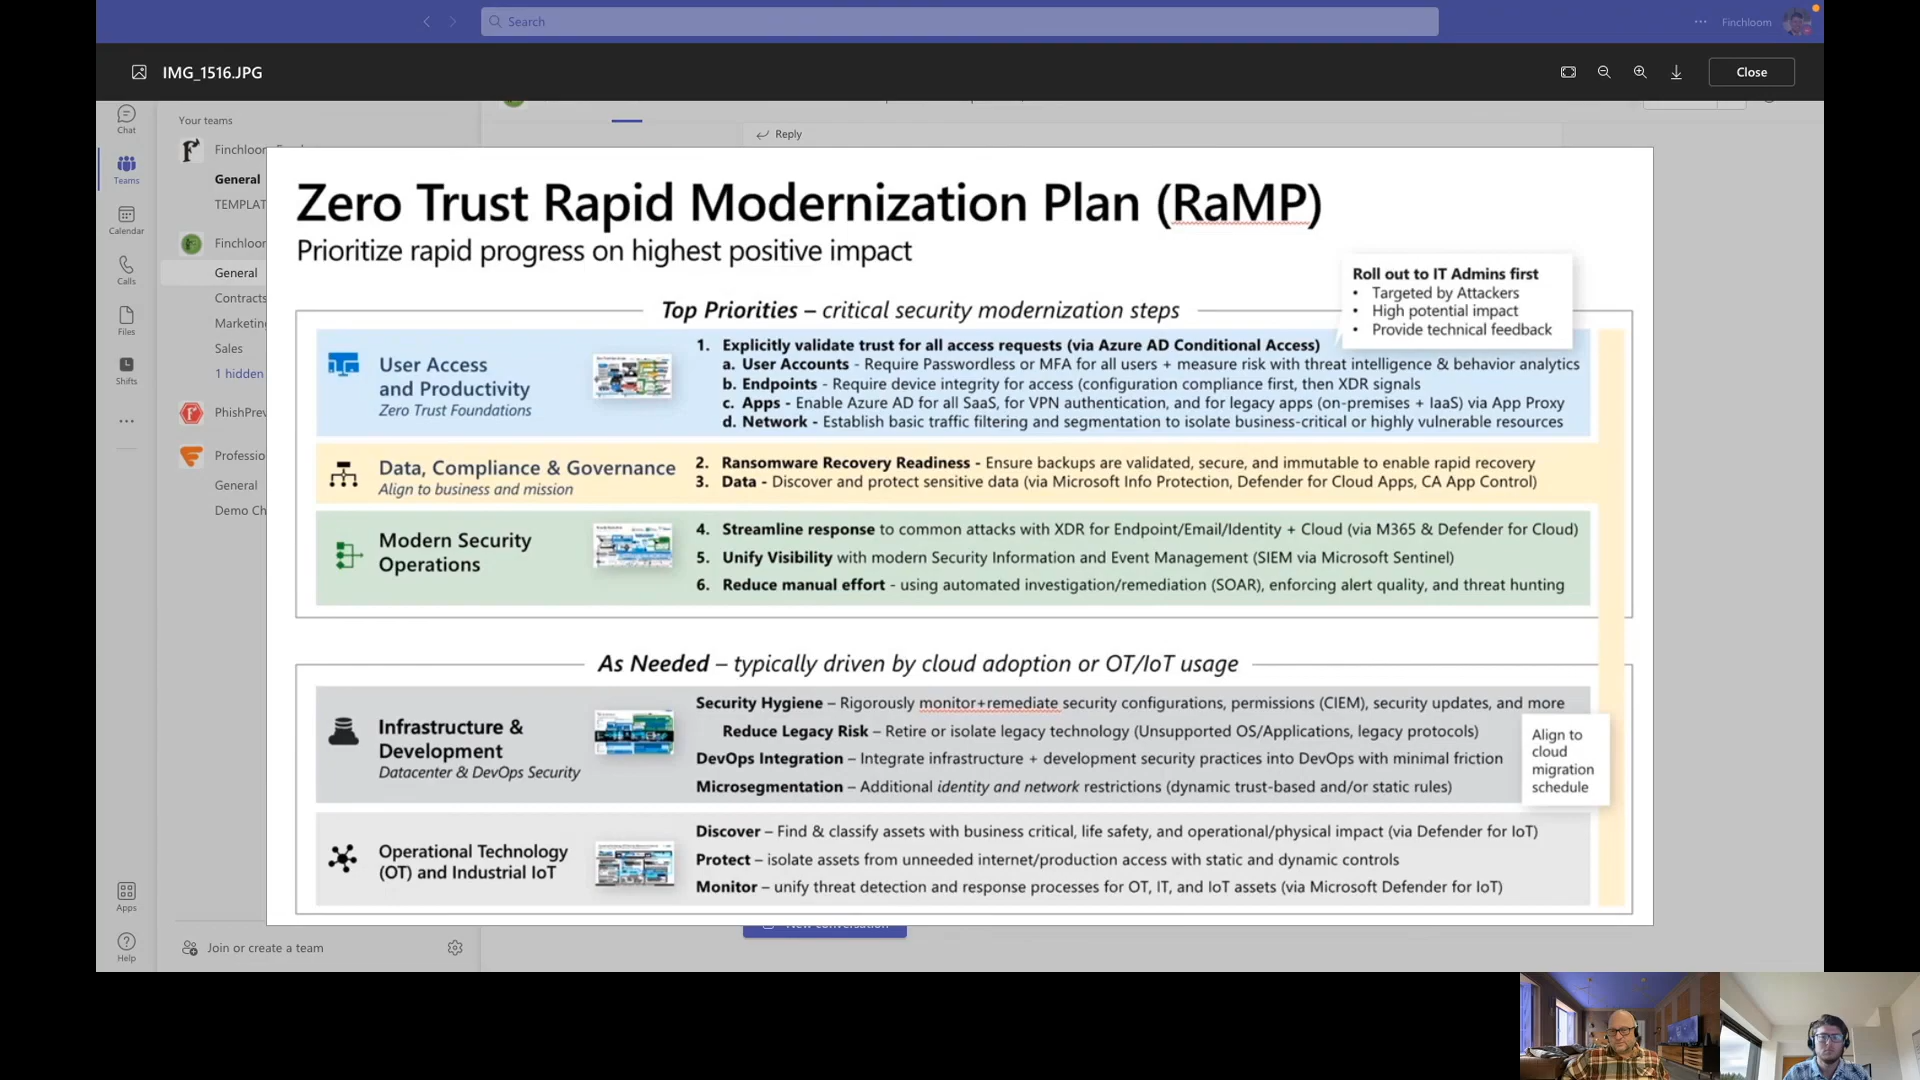 Search
Finchloom
IMG_1516.JPG
Close
Chat
Teams
Calendar
Calls
Files
Shifts
Apps
Help
Your teams
Finchloom
General
TEMPLAT
Finchloor
General
Contracts
Marketing
Sales
1 hidden
PhishPrev
Professio
General
Demo Ch
Join or create a team
Reply
Zero Trust Rapid Modernization Plan (RaMP)
Prioritize rapid progress on highest positive impact
Roll out to IT Admins first
• Targeted by Attackers
• High potential impact
• Provide technical feedback
Top Priorities – critical security modernization steps
User Access
and Productivity
Zero Trust Foundations
1. Explicitly validate trust for all access requests (via Azure AD Conditional Access)
a. User Accounts - Require Passwordless or MFA for all users + measure risk with threat intelligence & behavior analytics
b. Endpoints - Require device integrity for access (configuration compliance first, then XDR signals
c. Apps - Enable Azure AD for all SaaS, for VPN authentication, and for legacy apps (on-premises + IaaS) via App Proxy
d. Network - Establish basic traffic filtering and segmentation to isolate business-critical or highly vulnerable resources
Data, Compliance & Governance
Align to business and mission
2. Ransomware Recovery Readiness - Ensure backups are validated, secure, and immutable to enable rapid recovery
3. Data - Discover and protect sensitive data (via Microsoft Info Protection, Defender for Cloud Apps, CA App Control)
Modern Security
Operations
4. Streamline response to common attacks with XDR for Endpoint/Email/Identity + Cloud (via M365 & Defender for Cloud)
5. Unify Visibility with modern Security Information and Event Management (SIEM via Microsoft Sentinel)
6. Reduce manual effort - using automated investigation/remediation (SOAR), enforcing alert quality, and threat hunting
As Needed – typically driven by cloud adoption or OT/IoT usage
Infrastructure &
Development
Datacenter & DevOps Security
Security Hygiene – Rigorously monitor+remediate security configurations, permissions (CIEM), security updates, and more
Reduce Legacy Risk – Retire or isolate legacy technology (Unsupported OS/Applications, legacy protocols)
DevOps Integration – Integrate infrastructure + development security practices into DevOps with minimal friction
Microsegmentation – Additional identity and network restrictions (dynamic trust-based and/or static rules)
Align to
cloud
migration
schedule
Operational Technology
(OT) and Industrial IoT
Discover – Find & classify assets with business critical, life safety, and operational/physical impact (via Defender for IoT)
Protect – isolate assets from unneeded internet/production access with static and dynamic controls
Monitor – unify threat detection and response processes for OT, IT, and IoT assets (via Microsoft Defender for IoT)
New conversation